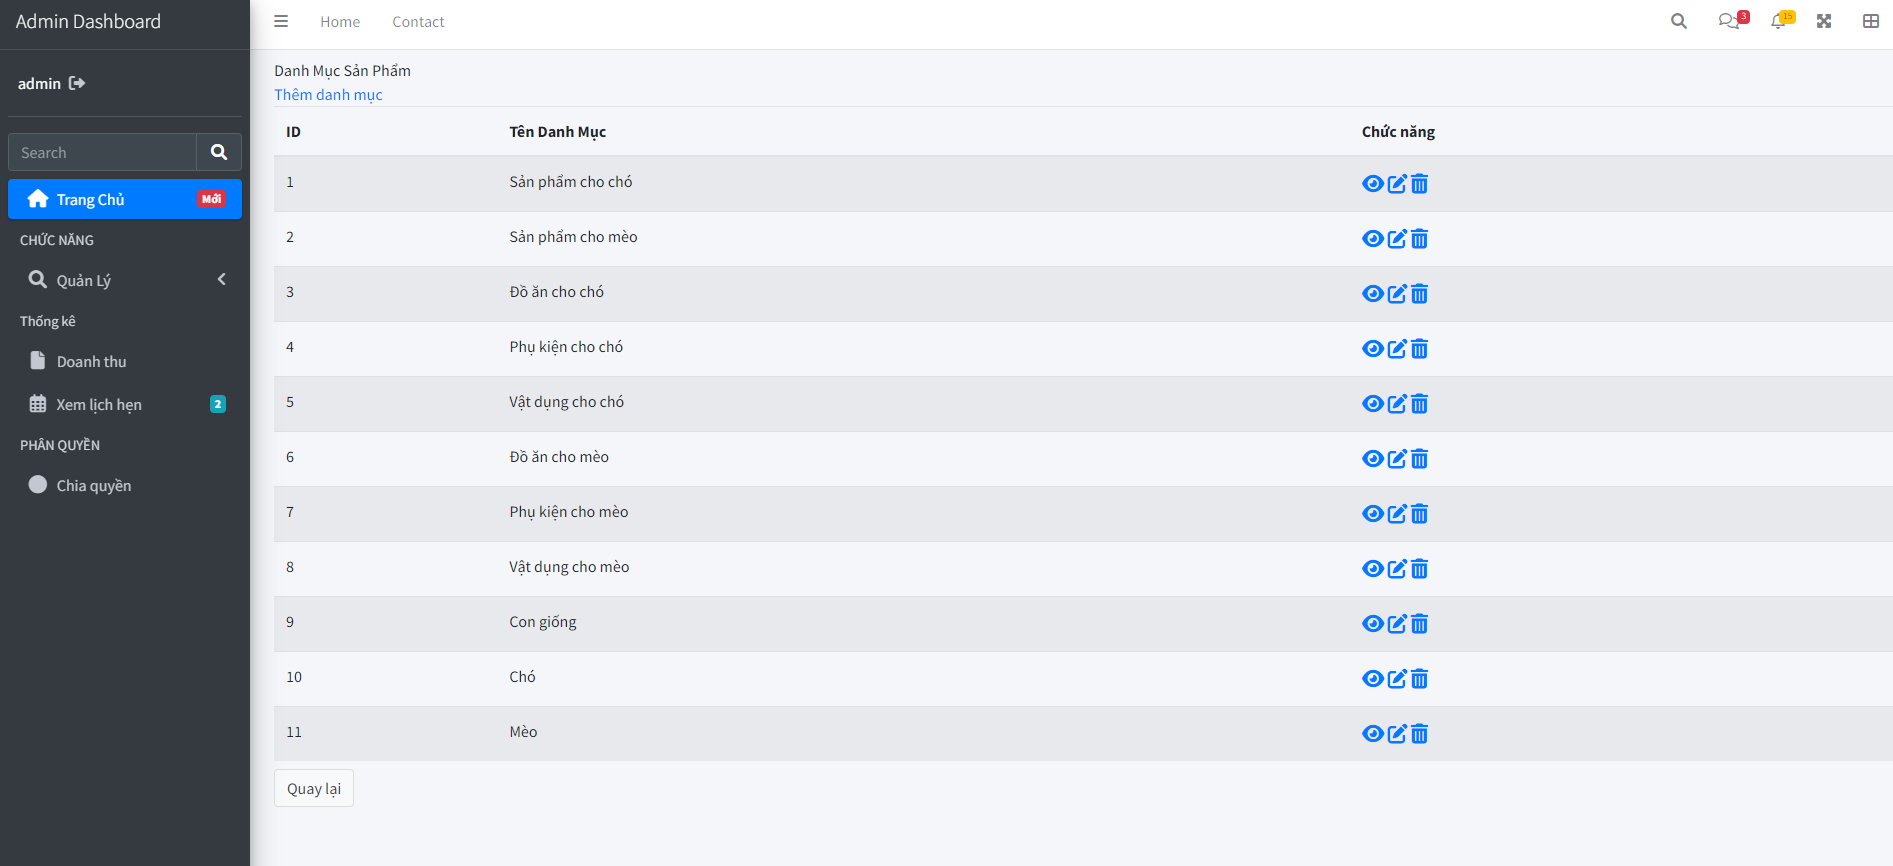 Admin Dashboard
Home Contact 3 15
admin
Search
Trang Chủ Mới
CHỨC NĂNG
Quản Lý
Thống kê
Doanh thu
Xem lịch hẹn 2
PHÂN QUYỀN
Chia quyền
Danh Mục Sản Phẩm
Thêm danh mục
ID Tên Danh Mục Chức năng
1 Sản phẩm cho chó
2 Sản phẩm cho mèo
3 Đồ ăn cho chó
4 Phụ kiện cho chó
5 Vật dụng cho chó
6 Đồ ăn cho mèo
7 Phụ kiện cho mèo
8 Vật dụng cho mèo
9 Con giống
10 Chó
11 Mèo
Quay lại